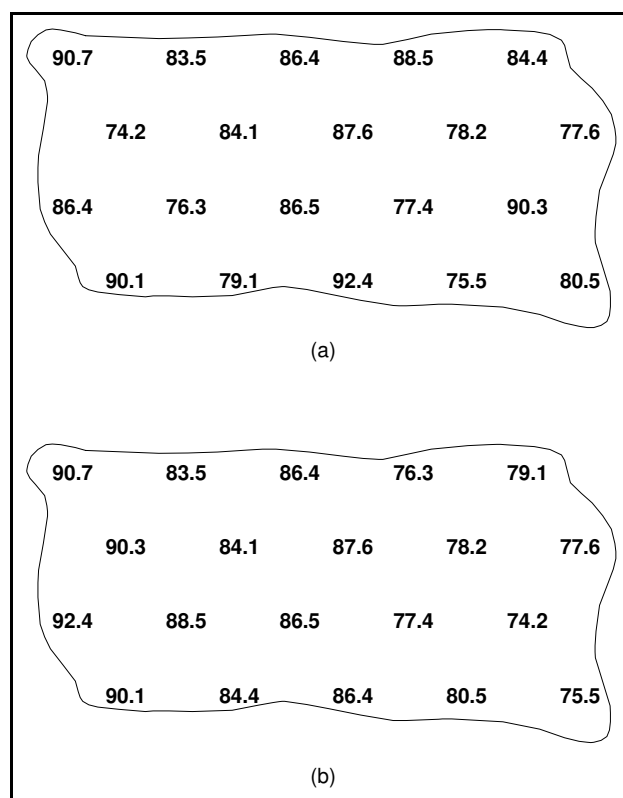 90.7 83.5 86.4 88.5 84.4
74.2 84.1 87.6 78.2 77.6
86.4 76.3 86.5 77.4 90.3
90.1 79.1 92.4 75.5 80.5
(a)
90.7 83.5 86.4 76.3 79.1
90.3 84.1 87.6 78.2 77.6
92.4 88.5 86.5 77.4 74.2
90.1 84.4 86.4 80.5 75.5
(b)